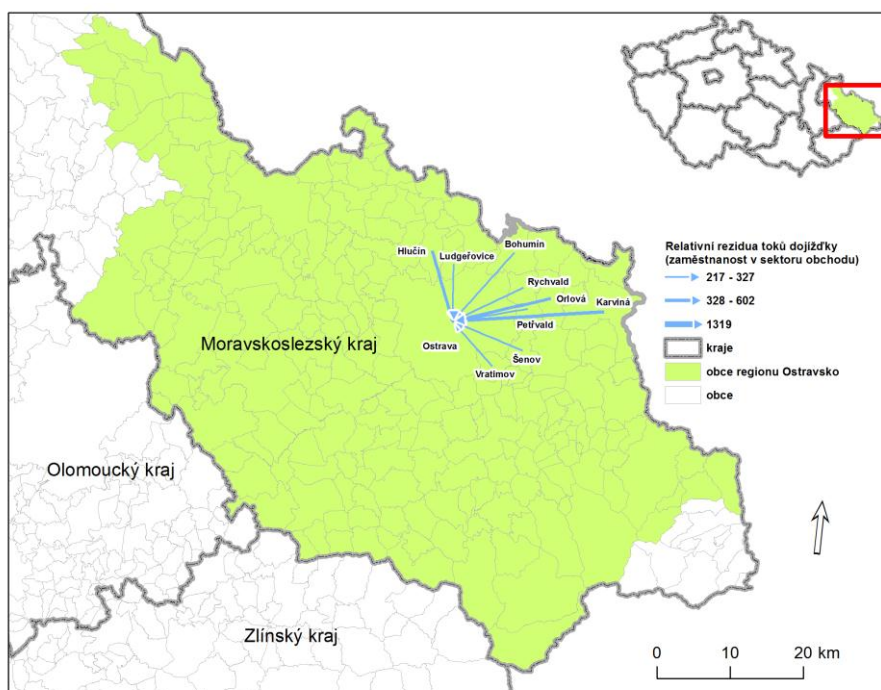 Hlučín
Ludgeřovice
Bohumín
Rychvald
Orlová
Karviná
Petřvald
Ostrava
Šenov
Vratimov
Moravskoslezský kraj
Olomoucký kraj
Zlínský kraj
Relativní rezidua toků dojížďky
(zaměstnanost v sektoru obchodu)
217 - 327
328 - 602
1319
kraje
obce regionu Ostravsko
obce
0 10 20 km